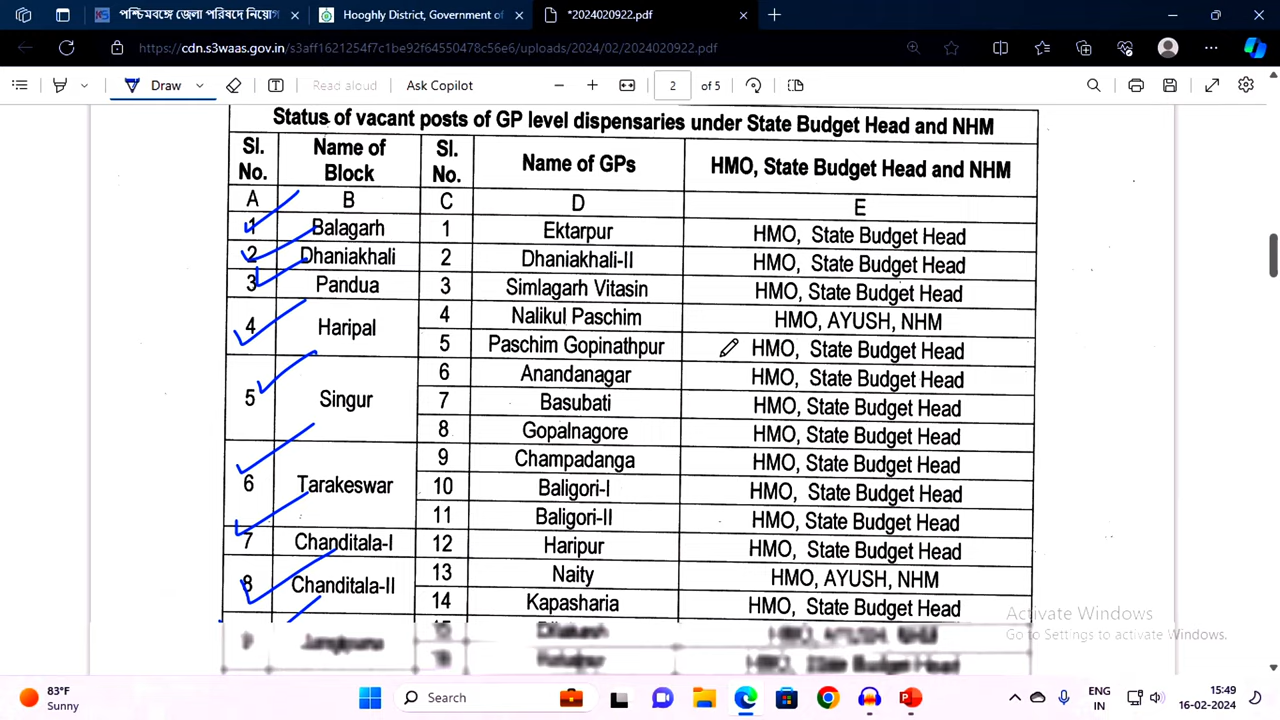 পশ্চিমবঙ্গে জেলা পরিষদে নিয়োগ
Hooghly District, Government of
*2024020922.pdf
https://cdn.s3waas.gov.in/s3aff1621254f7c1be92f64550478c56e6/uploads/2024/02/2024020922.pdf
Draw
Read aloud
Ask Copilot
2 of 5
Status of vacant posts of GP level dispensaries under State Budget Head and NHM
Sl. No. Name of Block Sl. No. Name of GPs HMO, State Budget Head and NHM
A B C D E
1 Balagarh 1 Ektarpur HMO, State Budget Head
2 Dhaniakhali 2 Dhaniakhali-II HMO, State Budget Head
3 Pandua 3 Simlagarh Vitasin HMO, State Budget Head
4 Haripal 4 Nalikul Paschim HMO, AYUSH, NHM
5 Paschim Gopinathpur HMO, State Budget Head
5 Singur 6 Anandanagar HMO, State Budget Head
7 Basubati HMO, State Budget Head
8 Gopalnagore HMO, State Budget Head
6 Tarakeswar 9 Champadanga HMO, State Budget Head
10 Baligori-I HMO, State Budget Head
11 Baligori-II HMO, State Budget Head
7 Chanditala-I 12 Haripur HMO, State Budget Head
8 Chanditala-II 13 Naity HMO, AYUSH, NHM
14 Kapasharia HMO, State Budget Head
9 HMO, AYUSH, NHM
HMO, State Budget Head
Activate Windows
Go to Settings to activate Windows.
83°F
Sunny
Search
ENG
IN
15:49
16-02-2024